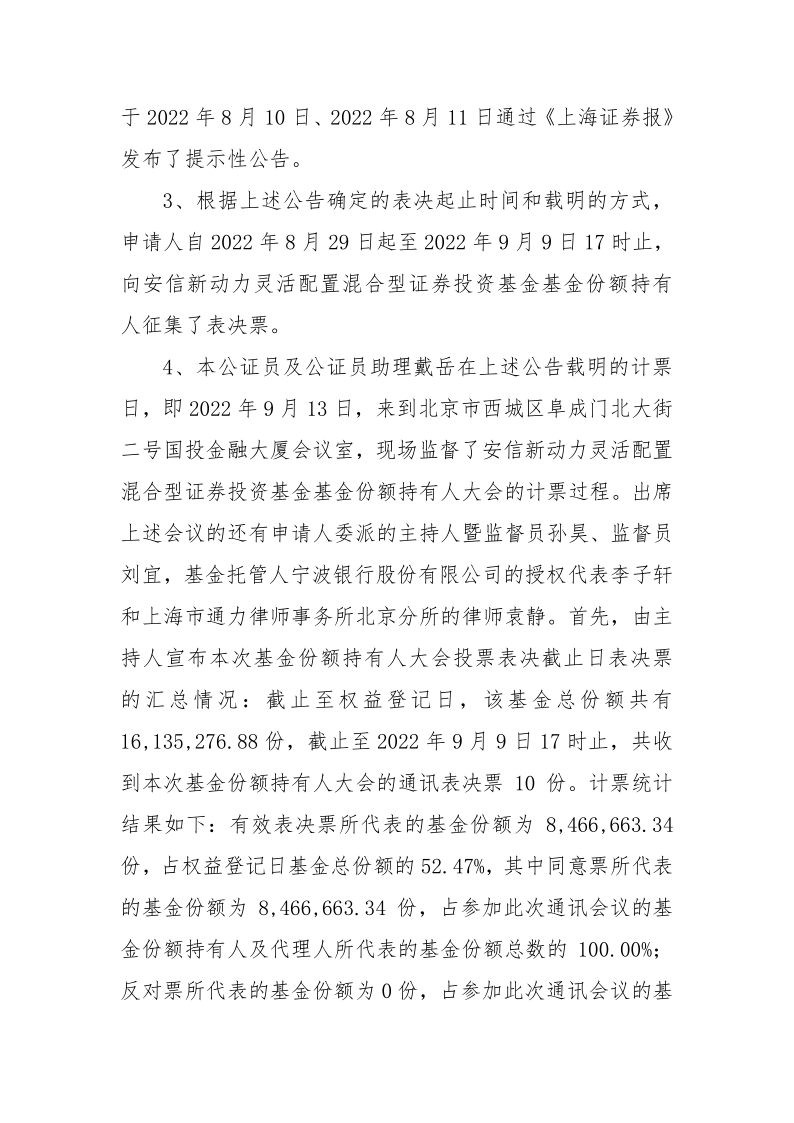 于 2022 年 8 月 10 日、2022 年 8 月 11 日通过《上海证券报》
发布了提示性公告。
3、根据上述公告确定的表决起止时间和载明的方式，
申请人自 2022 年 8 月 29 日起至 2022 年 9 月 9 日 17 时止，
向安信新动力灵活配置混合型证券投资基金基金份额持有
人征集了表决票。
4、本公证员及公证员助理戴岳在上述公告载明的计票
日，即 2022 年 9 月 13 日，来到北京市西城区阜成门北大街
二号国投金融大厦会议室，现场监督了安信新动力灵活配置
混合型证券投资基金基金份额持有人大会的计票过程。出席
上述会议的还有申请人委派的主持人暨监督员孙昊、监督员
刘宜，基金托管人宁波银行股份有限公司的授权代表李子轩
和上海市通力律师事务所北京分所的律师袁静。首先，由主
持人宣布本次基金份额持有人大会投票表决截止日表决票
的汇总情况：截止至权益登记日，该基金总份额共有
16,135,276.88 份，截止至 2022 年 9 月 9 日 17 时止，共收
到本次基金份额持有人大会的通讯表决票 10 份。计票统计
结果如下：有效表决票所代表的基金份额为 8,466,663.34
份，占权益登记日基金总份额的 52.47%，其中同意票所代表
的基金份额为 8,466,663.34 份，占参加此次通讯会议的基
金份额持有人及代理人所代表的基金份额总数的 100.00%；
反对票所代表的基金份额为 0 份，占参加此次通讯会议的基